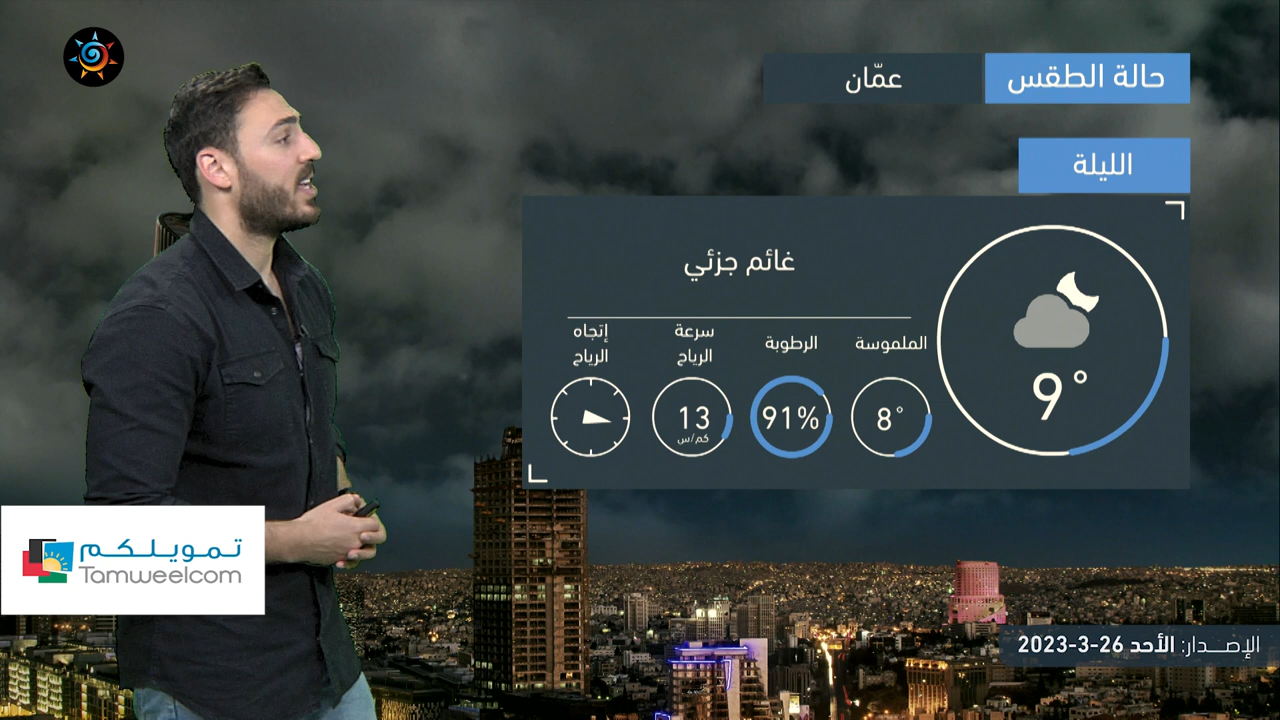 حالة الطقس
عمّان
الليلة
غائم جزئي
9°
الملموسة
8°
الرطوبة
91%
سرعة
الرياح
13
كم/س
إتجاه
الرياح
تمويلكم
Tamweelcom
الإصدار: الأحد 26-3-2023